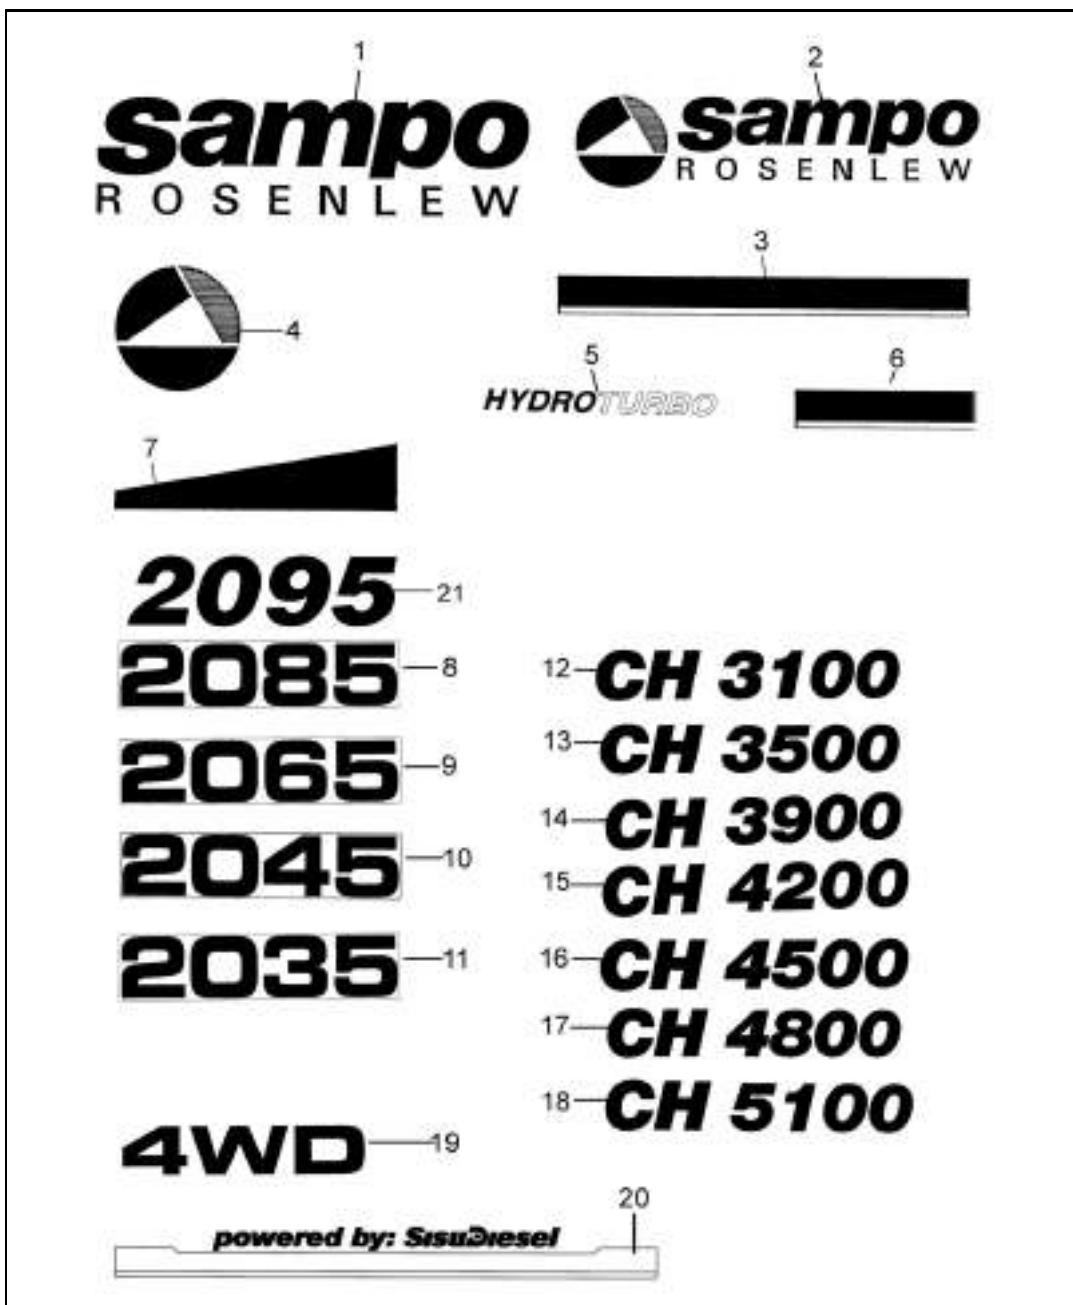 1
sampo
ROSENLEW
2
sampo
ROSENLEW
3
4
5
HYDROTURBO
6
7
2095
21
2085
8
2065
9
2045
10
2035
11
12
CH 3100
13
CH 3500
14
CH 3900
15
CH 4200
16
CH 4500
17
CH 4800
18
CH 5100
4WD
19
20
powered by: SisuDiesel